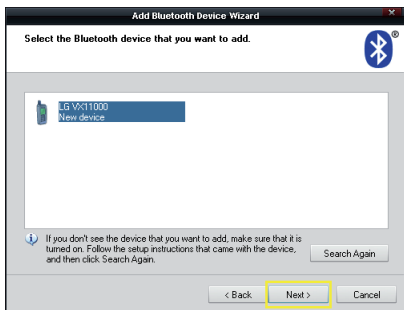 Add Bluetooth Device Wizard
Select the Bluetooth device that you want to add.
®
LG VX11000
New device
If you don't see the device that you want to add, make sure that it is
turned on. Follow the setup instructions that came with the device,
and then click Search Again.
Search Again
< Back
Next >
Cancel